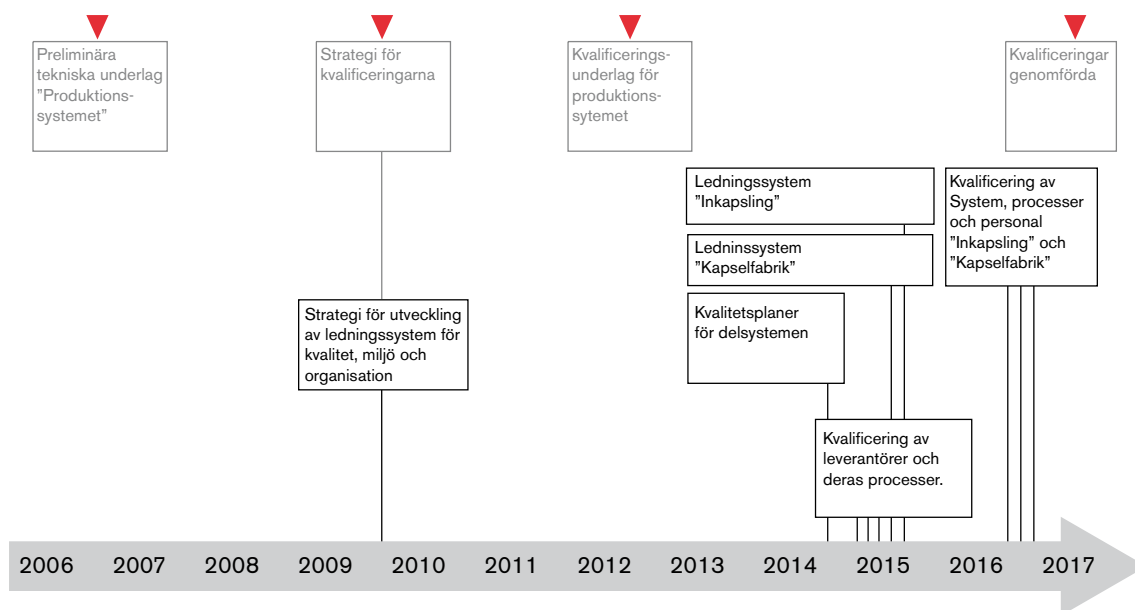 Preliminära
tekniska underlag
”Produktions-
systemet”
Strategi för
kvalificeringarna
Kvalificerings-
underlag för
produktions-
sytemet
Kvalificeringar
genomförda
Ledningssystem
”Inkapsling”
Kvalificering av
System, processer
och personal
”Inkapsling” och
”Kapselfabrik”
Ledninssystem
”Kapselfabrik”
Strategi för utveckling
av ledningssystem för
kvalitet, miljö och
organisation
Kvalitetsplaner
för delsystemen
Kvalificering av
leverantörer och
deras processer.
2006 2007 2008 2009 2010 2011 2012 2013 2014 2015 2016 2017